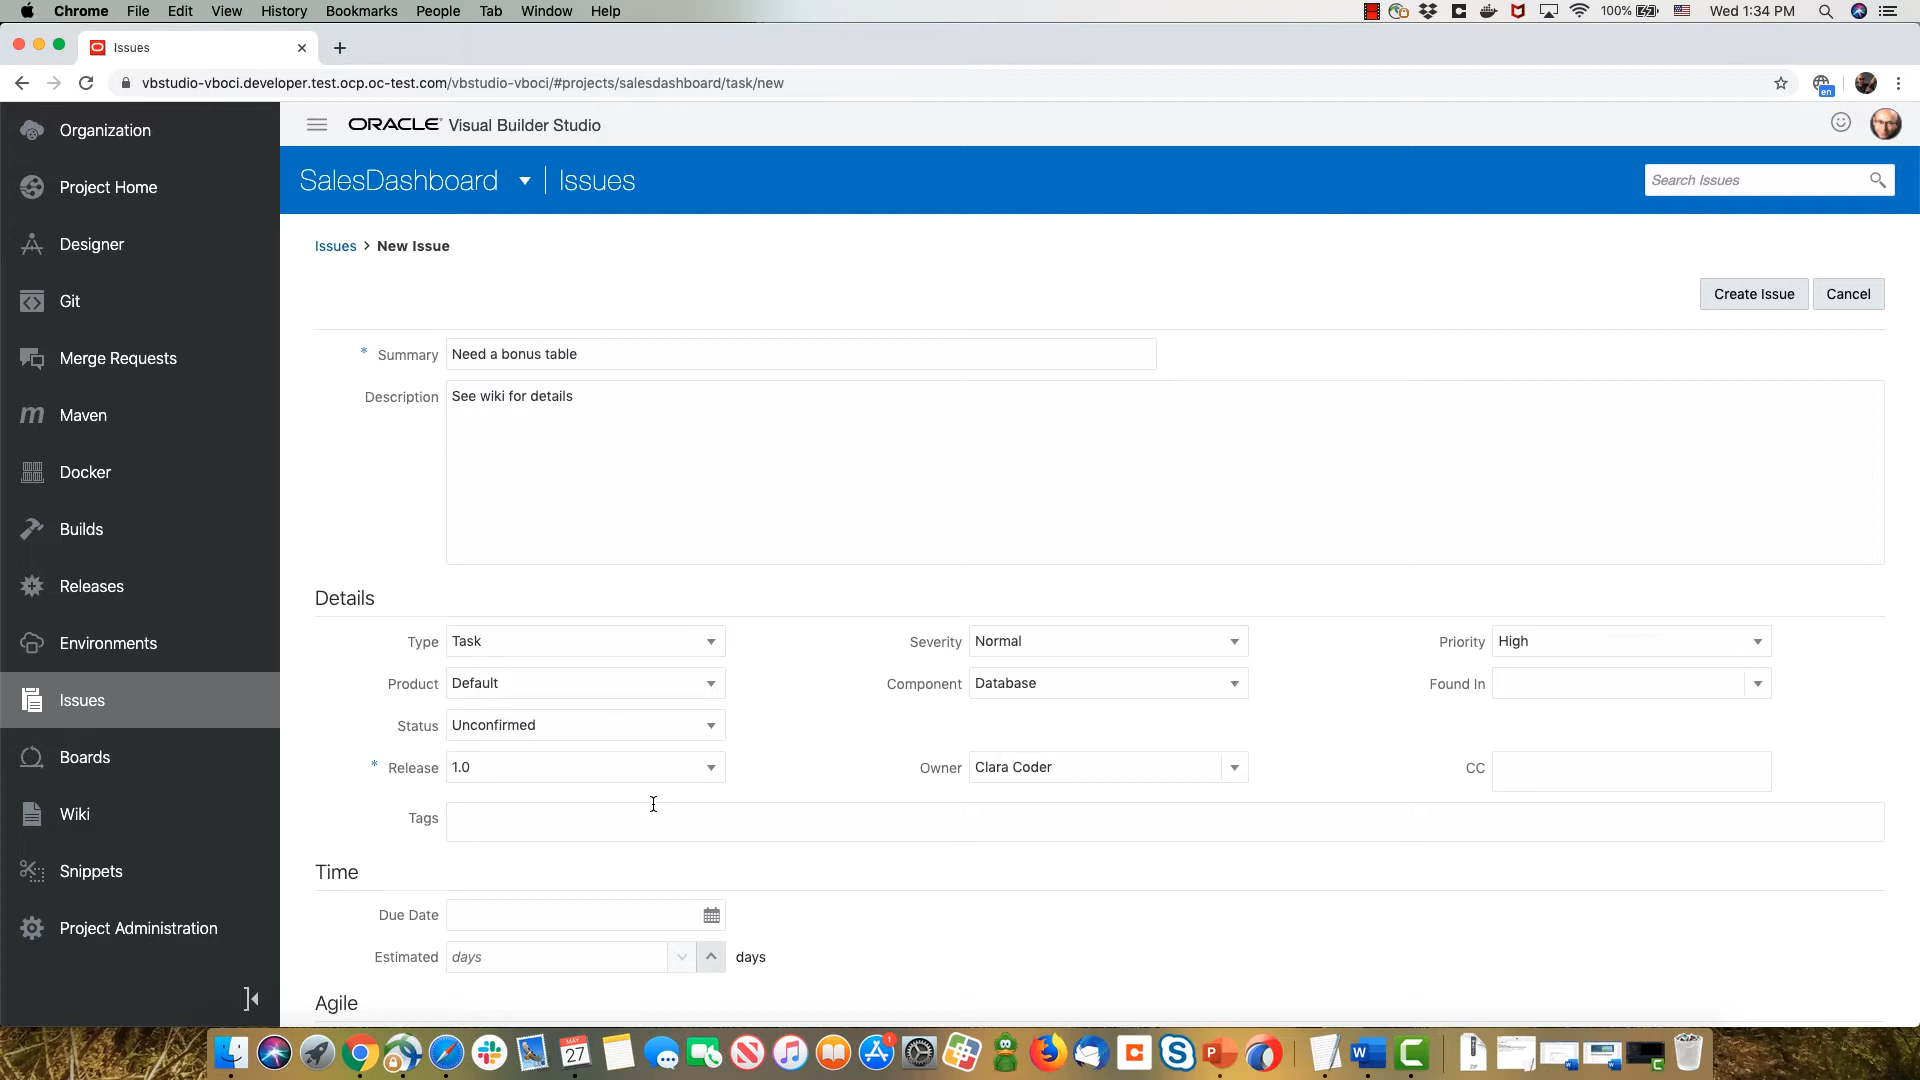 Chrome File Edit View History Bookmarks People Tab Window Help
100% Wed 1:34 PM
Issues
vbstudio-vboci.developer.test.ocp.oc-test.com/vbstudio-vboci/#projects/salesdashboard/task/new
en
Organization
Project Home
Designer
Git
Merge Requests
Maven
Docker
Builds
Releases
Environments
Issues
Boards
Wiki
Snippets
Project Administration
ORACLE Visual Builder Studio
SalesDashboard Issues
Search Issues
Issues > New Issue
Create Issue Cancel
* Summary Need a bonus table
Description See wiki for details
Details
Type Task Severity Normal Priority High
Product Default Component Database Found In
Status Unconfirmed
* Release 1.0 Owner Clara Coder CC
Tags
Time
Due Date
Estimated days days
Agile
MAY
27
1